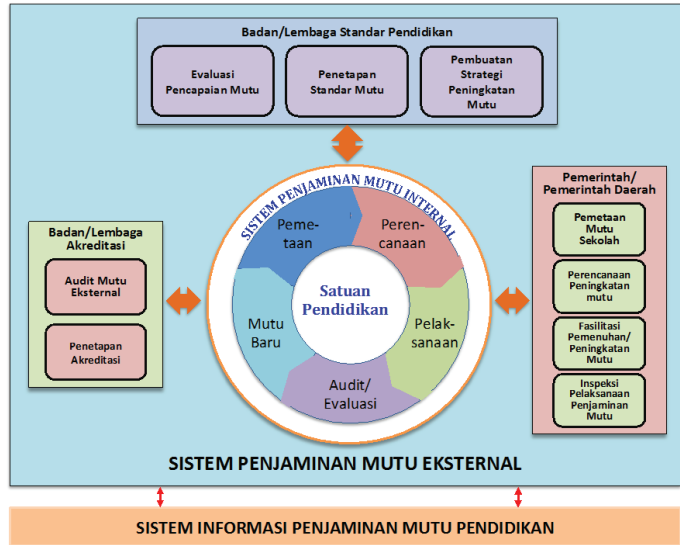 Badan/Lembaga Standar Pendidikan
Evaluasi
Pencapaian Mutu
Penetapan
Standar Mutu
Pembuatan
Strategi
Peningkatan
Mutu
SISTEM PENJAMINAN MUTU INTERNAL
Peme-
taan
Peren-
canaan
Pelak-
sanaan
Audit/
Evaluasi
Mutu
Baru
Satuan
Pendidikan
Badan/Lembaga
Akreditasi
Audit Mutu
Eksternal
Penetapan
Akreditasi
Pemerintah/
Pemerintah Daerah
Pemetaan
Mutu
Sekolah
Perencanaan
Peningkatan
mutu
Fasilitasi
Pemenuhan/
Peningkatan
Mutu
Inspeksi
Pelaksanaan
Penjaminan
Mutu
SISTEM PENJAMINAN MUTU EKSTERNAL
SISTEM INFORMASI PENJAMINAN MUTU PENDIDIKAN